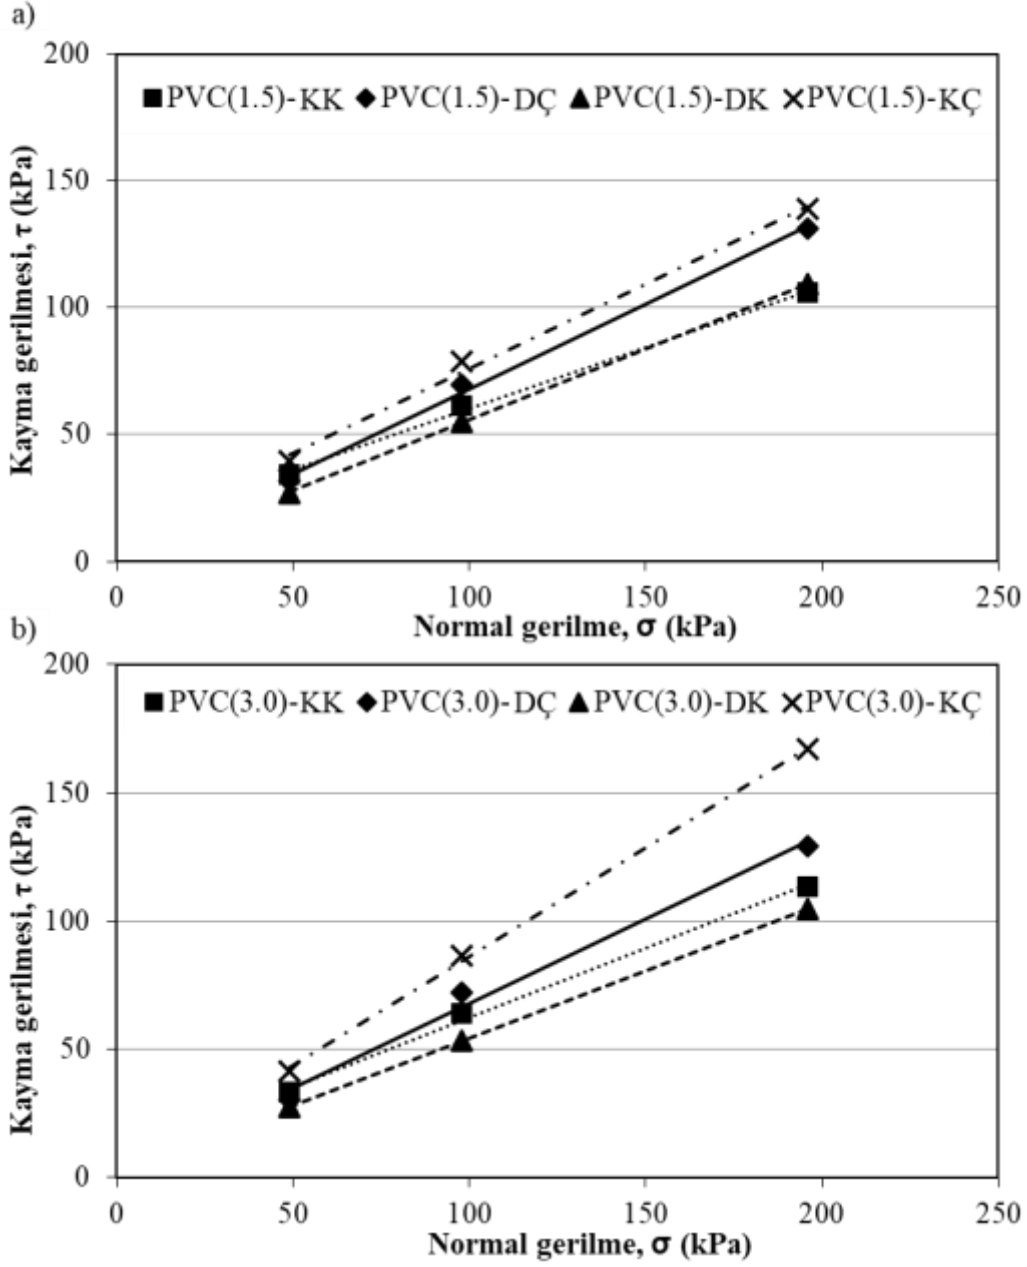 a)
200
PVC(1.5)-KK PVC(1.5)-DÇ PVC(1.5)-DK PVC(1.5)-KÇ
150
100
50
0
Kayma gerilmesi, τ (kPa)
0 50 100 150 200 250
Normal gerilme, σ (kPa)
b)
200
PVC(3.0)-KK PVC(3.0)-DÇ PVC(3.0)-DK PVC(3.0)-KÇ
150
100
50
0
Kayma gerilmesi, τ (kPa)
0 50 100 150 200 250
Normal gerilme, σ (kPa)